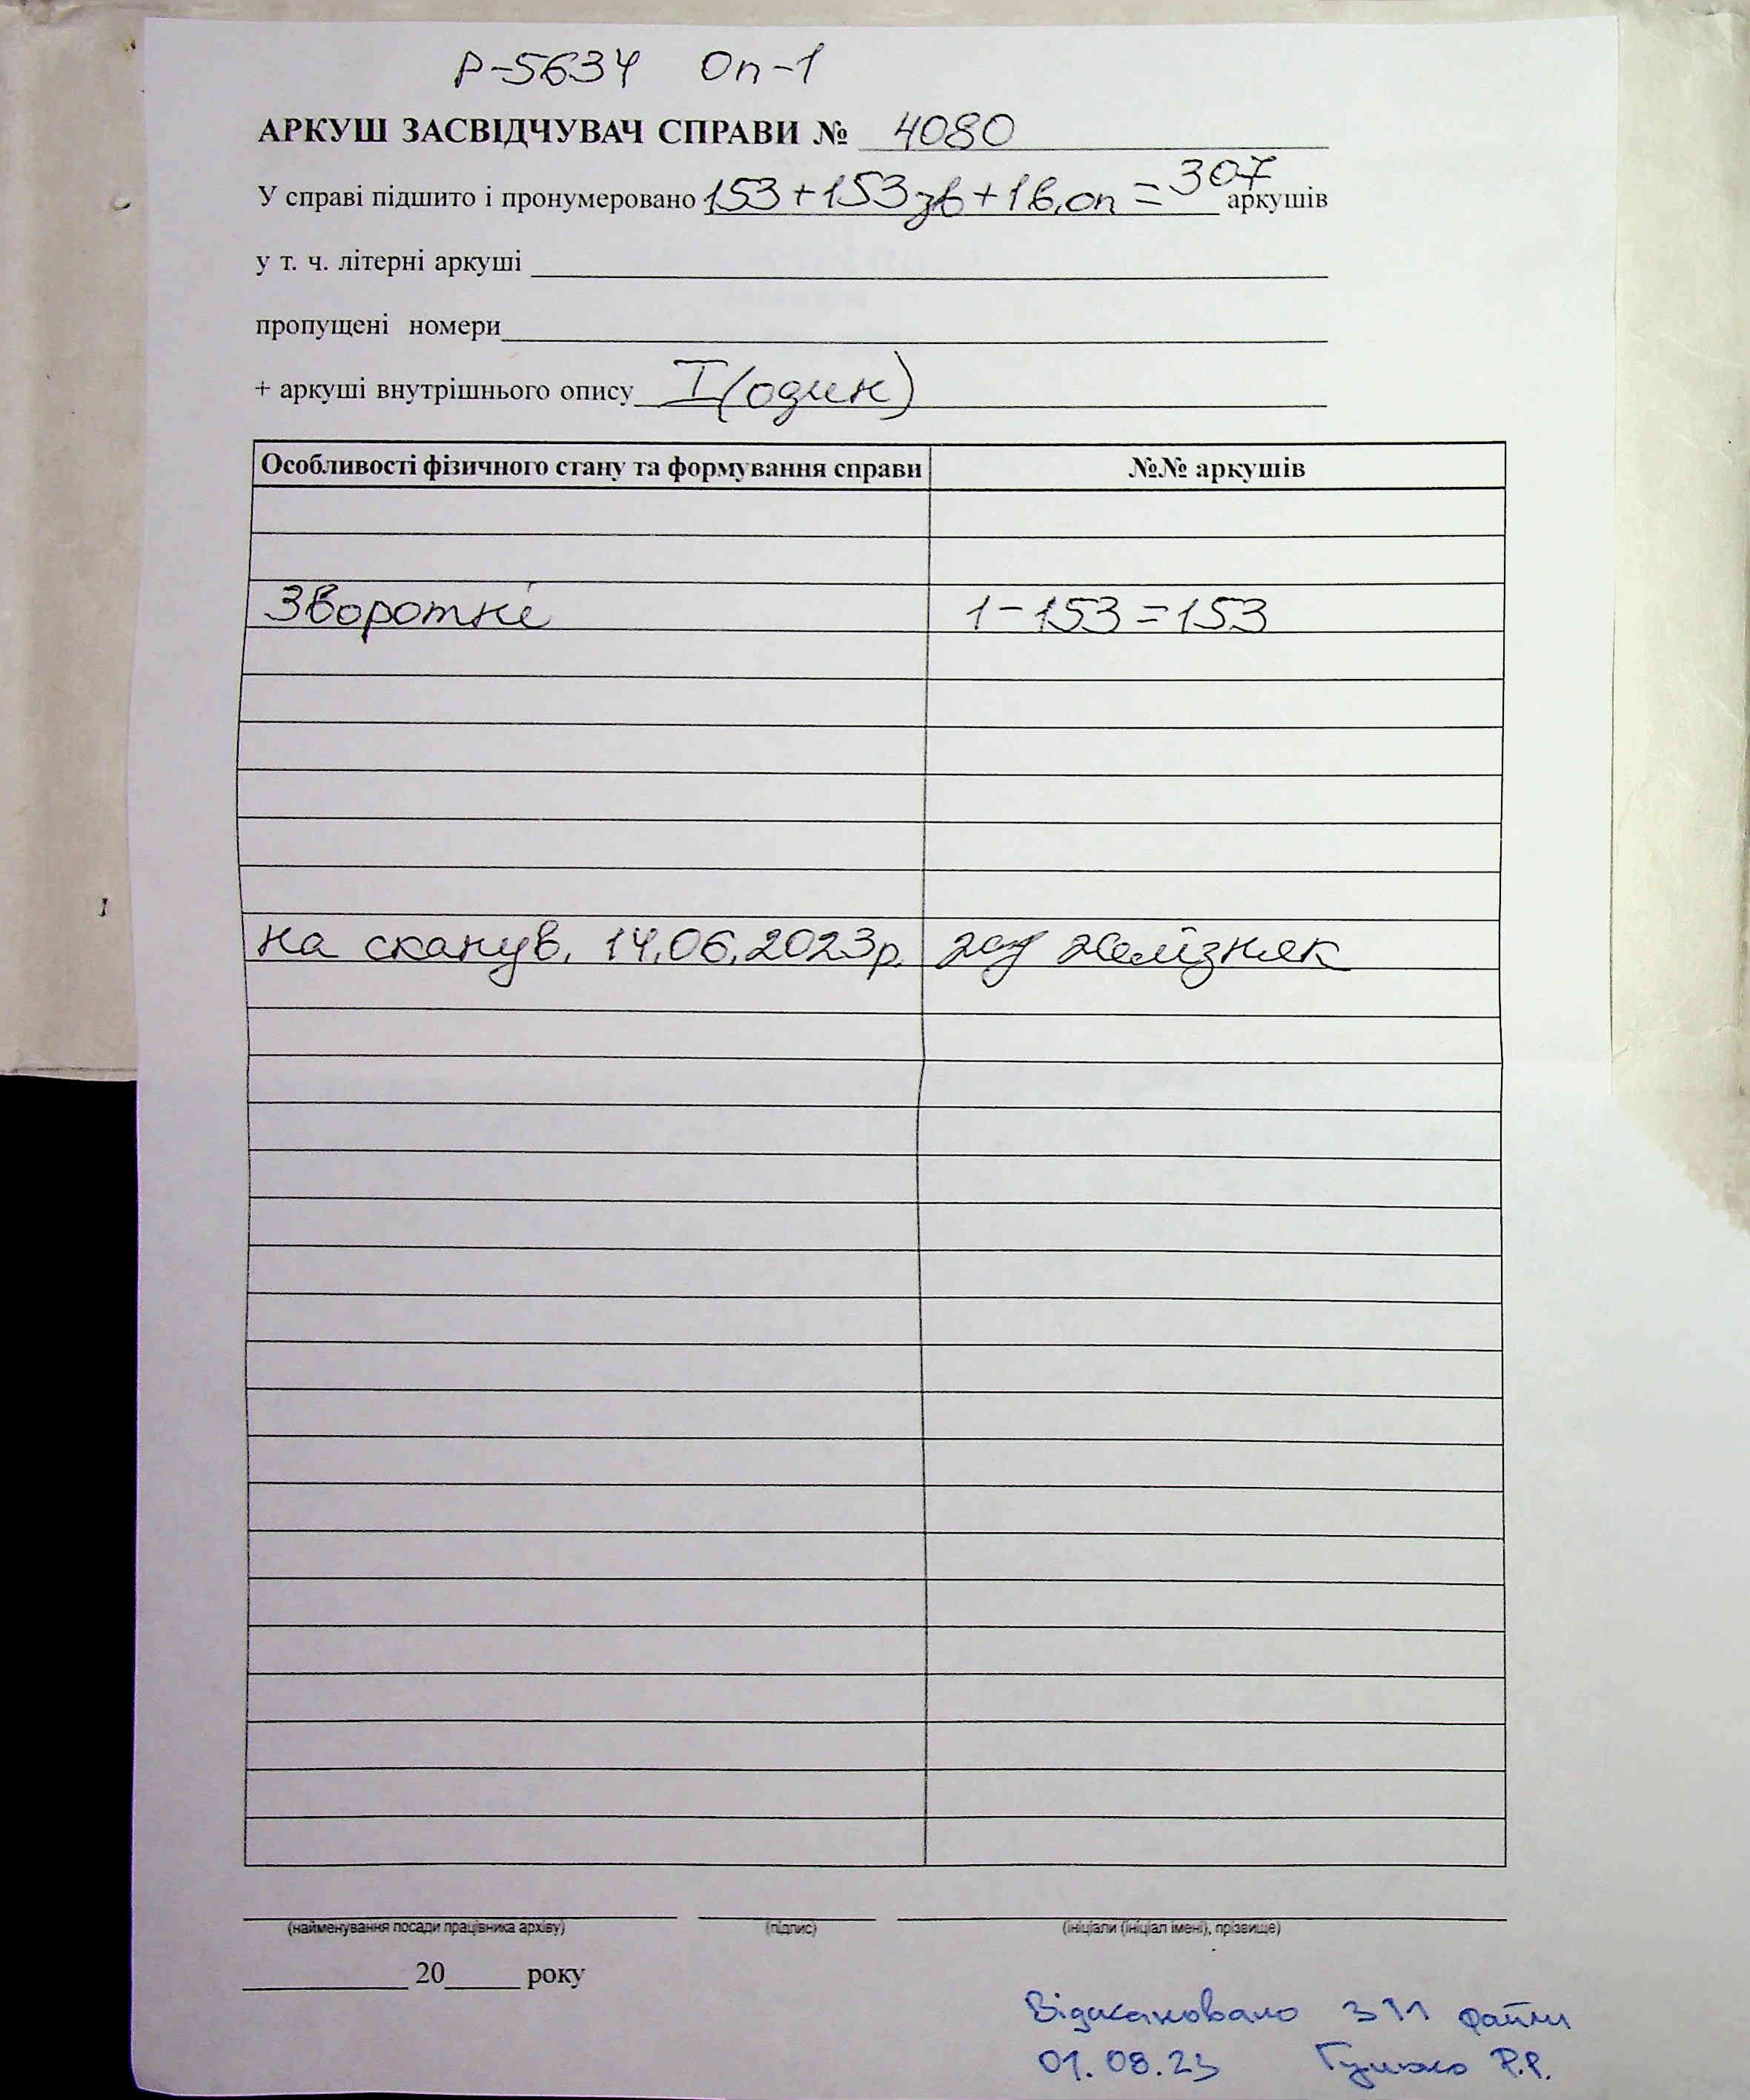 Р-5634 Оп-1
АРКУШ ЗАСВІДЧУВАЧ СПРАВИ № 4080
У справі підшито і пронумеровано 153+153зв+1в.оп=307 аркушів
у т. ч. літерні аркуші
пропущені номери
+ аркуші внутрішнього опису I (один)
Особливості фізичного стану та формування справи №№ аркушів
Зворотні 1-153=153
на сканув. 14.06.2023р. Желізняк
(найменування посади працівника архіву) (підпис) (ініціали (ініціал імені), прізвище)
20 року
Відскановано 311 файли
01.08.23 Р.Р.